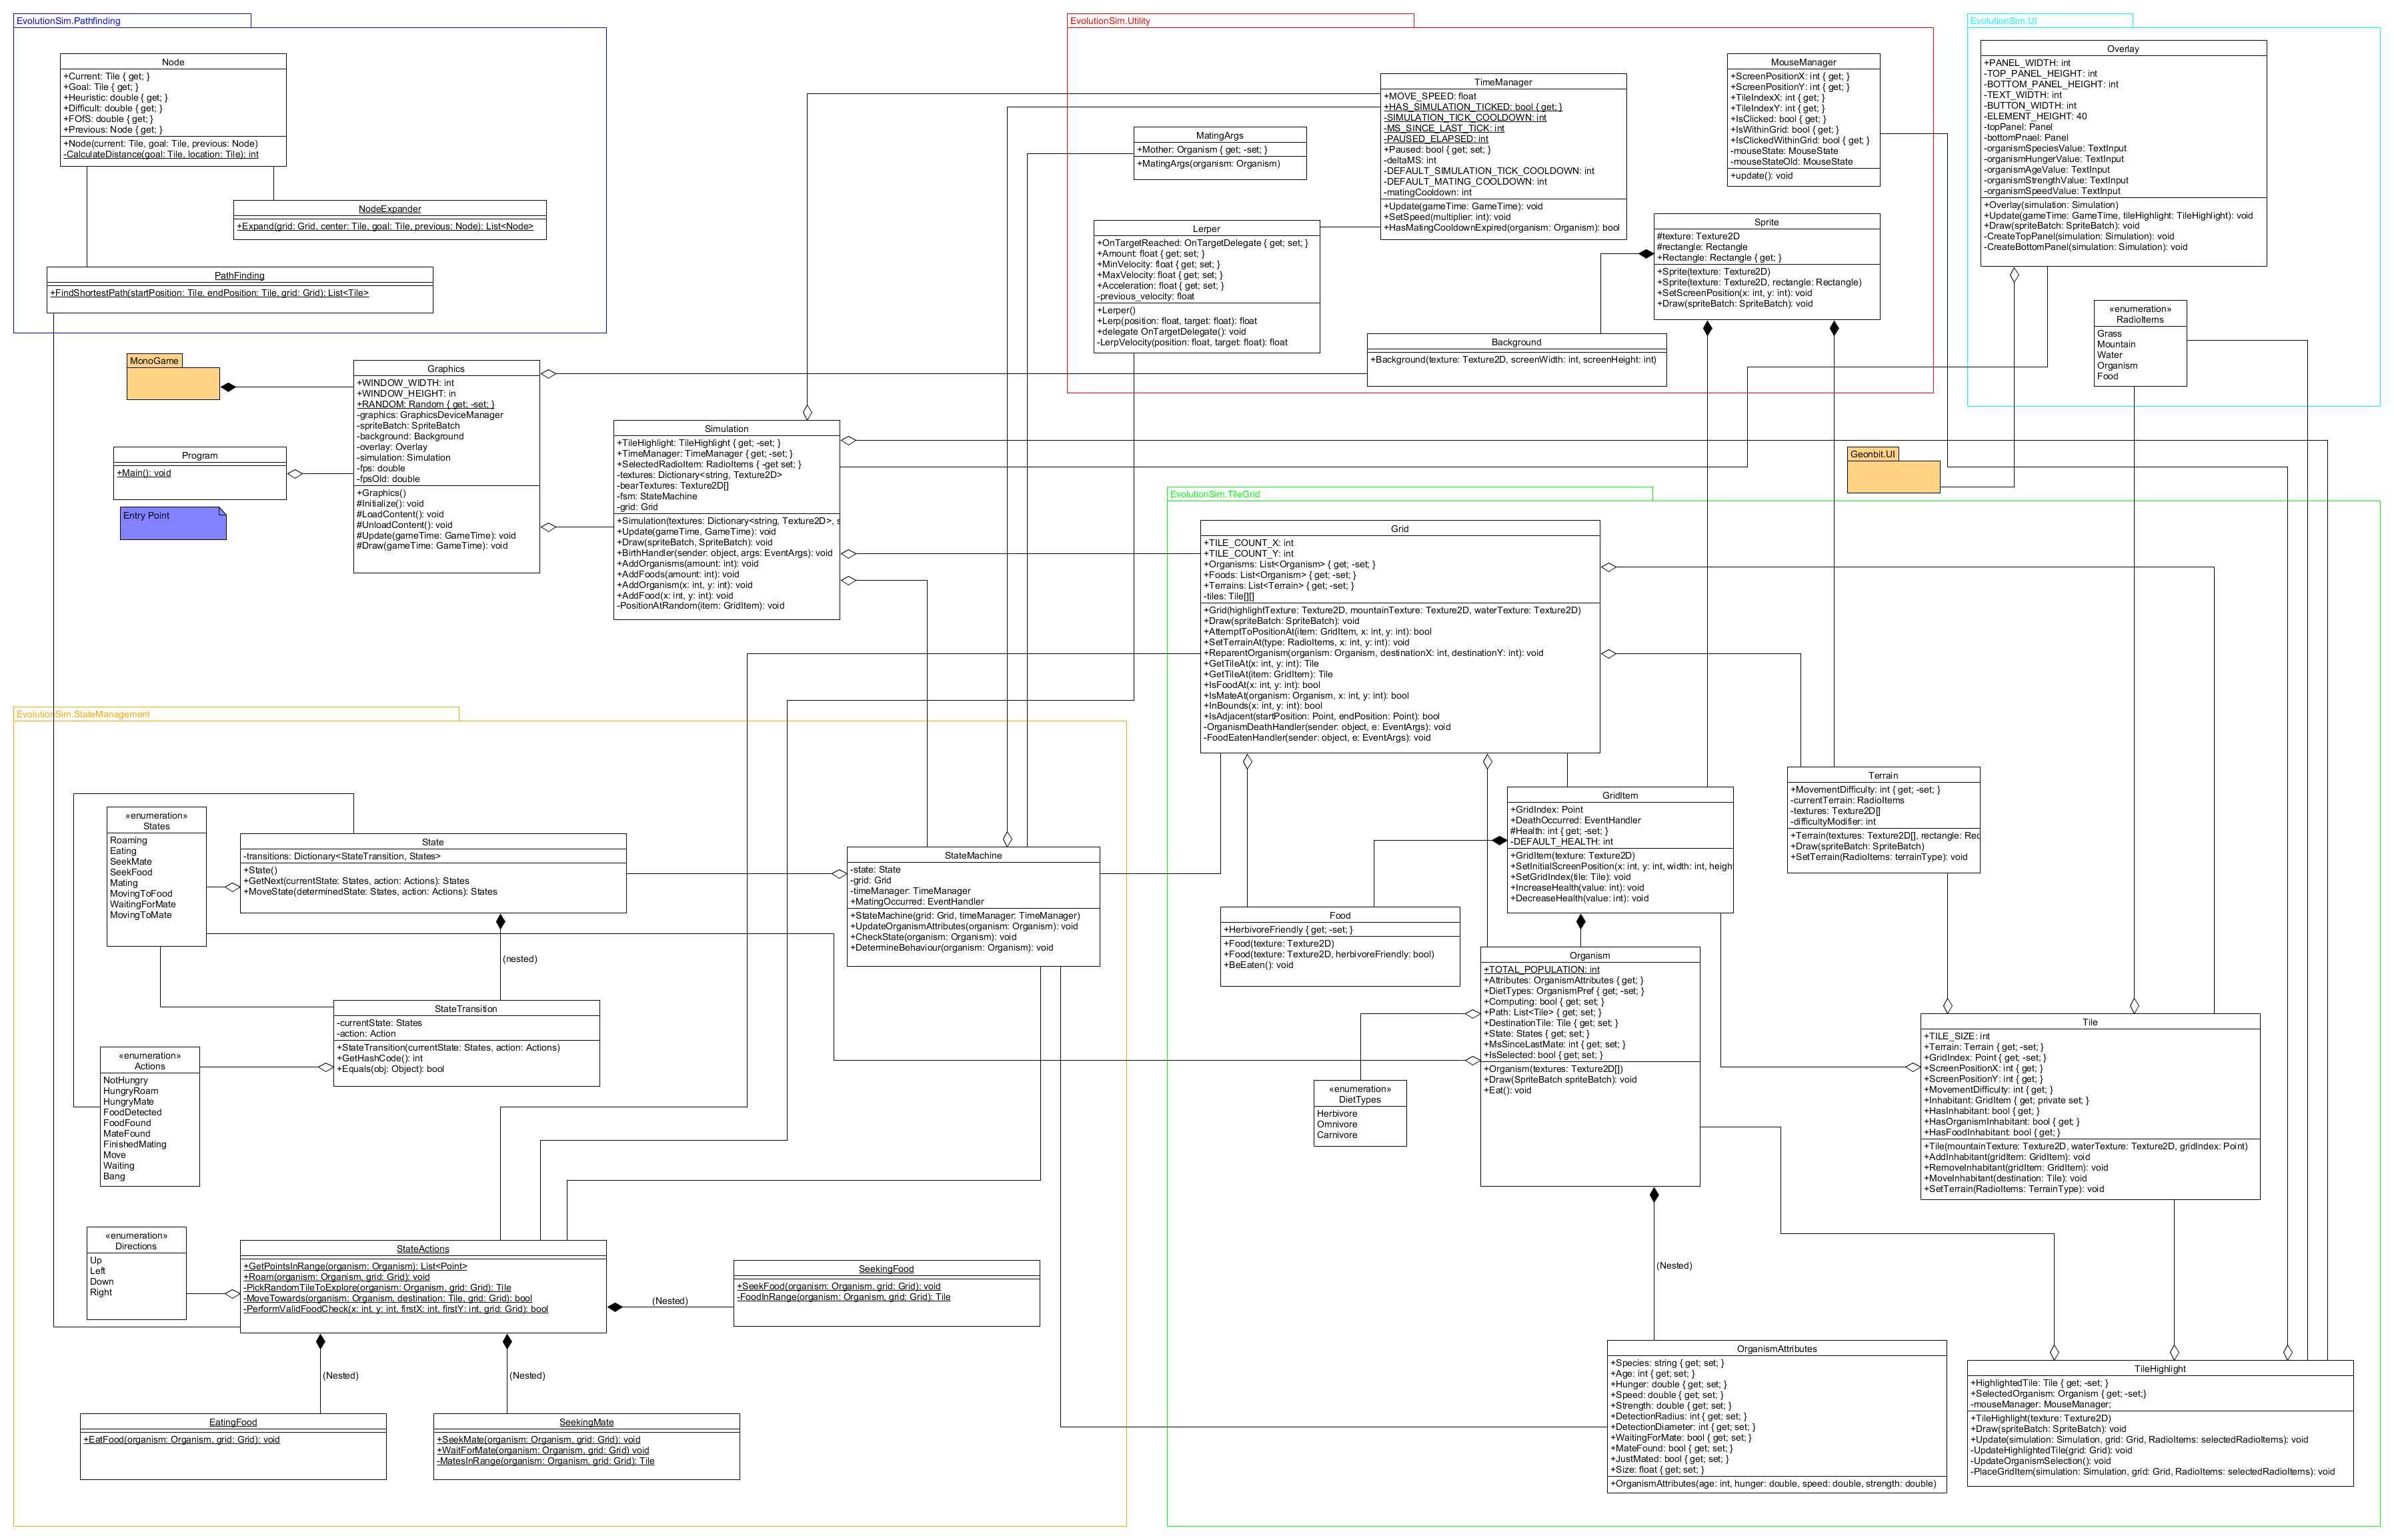 EvolutionSim.Pathfinding
Node
+Current: Tile { get; }
+Goal: Tile { get; }
+Heuristic: double { get; }
+Difficult: double { get; }
+FOfS: double { get; }
+Previous: Node { get; }
+Node(current: Tile, goal: Tile, previous: Node)
-CalculateDistance(goal: Tile, location: Tile): int
NodeExpander
+Expand(grid: Grid, center: Tile, goal: Tile, previous: Node): List<Node>
PathFinding
+FindShortestPath(startPosition: Tile, endPosition: Tile, grid: Grid): List<Tile>
EvolutionSim.Utility
TimeManager
+MOVE_SPEED: float
+HAS_SIMULATION_TICKED: bool { get; }
-SIMULATION_TICK_COOLDOWN: int
-MS_SINCE_LAST_TICK: int
-PAUSED_ELAPSED: int
+Paused: bool { get; set; }
-deltaMS: int
-DEFAULT_SIMULATION_TICK_COOLDOWN: int
-DEFAULT_MATING_COOLDOWN: int
-matingCooldown: int
+Update(gameTime: GameTime): void
+SetSpeed(multiplier: int): void
+HasMatingCooldownExpired(organism: Organism): bool
MatingArgs
+Mother: Organism { get; -set; }
+MatingArgs(organism: Organism)
Lerper
+OnTargetReached: OnTargetDelegate { get; set; }
+Amount: float { get; set; }
+MinVelocity: float { get; set; }
+MaxVelocity: float { get; set; }
+Acceleration: float { get; set; }
-previous_velocity: float
+Lerper()
+Lerp(position: float, target: float): float
+delegate OnTargetDelegate(): void
-LerpVelocity(position: float, target: float): float
MouseManager
+ScreenPositionX: int { get; }
+ScreenPositionY: int { get; }
+TileIndexX: int { get; }
+TileIndexY: int { get; }
+IsClicked: bool { get; }
+IsWithinGrid: bool { get; }
+IsClickedWithinGrid: bool { get; }
-mouseState: MouseState
-mouseStateOld: MouseState
+update(): void
Sprite
#texture: Texture2D
#rectangle: Rectangle
+Rectangle: Rectangle { get; }
+Sprite(texture: Texture2D)
+Sprite(texture: Texture2D, rectangle: Rectangle)
+SetScreenPosition(x: int, y: int): void
+Draw(spriteBatch: SpriteBatch): void
Background
+Background(texture: Texture2D, screenWidth: int, screenHeight: int)
EvolutionSim.UI
Overlay
+PANEL_WIDTH: int
-TOP_PANEL_HEIGHT: int
-BOTTOM_PANEL_HEIGHT: int
-TEXT_WIDTH: int
-BUTTON_WIDTH: int
-ELEMENT_HEIGHT: 40
-topPanel: Panel
-bottomPnael: Panel
-organismSpeciesValue: TextInput
-organismHungerValue: TextInput
-organismAgeValue: TextInput
-organismStrengthValue: TextInput
-organismSpeedValue: TextInput
+Overlay(simulation: Simulation)
+Update(gameTime: GameTime, tileHighlight: TileHighlight): void
+Draw(spriteBatch: SpriteBatch): void
-CreateTopPanel(simulation: Simulation): void
-CreateBottomPanel(simulation: Simulation): void
«enumeration»
RadioItems
Grass
Mountain
Water
Organism
Food
MonoGame
Program
+Main(): void
Entry Point
Graphics
+WINDOW_WIDTH: int
+WINDOW_HEIGHT: in
+RANDOM: Random { get; -set; }
-graphics: GraphicsDeviceManager
-spriteBatch: SpriteBatch
-background: Background
-overlay: Overlay
-simulation: Simulation
-fps: double
-fpsOld: double
+Graphics()
#Initialize(): void
#LoadContent(): void
#UnloadContent(): void
#Update(gameTime: GameTime): void
#Draw(gameTime: GameTime): void
Simulation
+TileHighlight: TileHighlight { get; -set; }
+TimeManager: TimeManager { get; -set; }
+SelectedRadioItem: RadioItems { -get set; }
-textures: Dictionary<string, Texture2D>
-bearTextures: Texture2D[]
-fsm: StateMachine
-grid: Grid
+Simulation(textures: Dictionary<string, Texture2D>, s
+Update(gameTime, GameTime): void
+Draw(spriteBatch, SpriteBatch): void
+BirthHandler(sender: object, args: EventArgs): void
+AddOrganisms(amount: int): void
+AddFoods(amount: int): void
+AddOrganism(x: int, y: int): void
+AddFood(x: int, y: int): void
-PositionAtRandom(item: GridItem): void
Geonbit.UI
EvolutionSim.TileGrid
Grid
+TILE_COUNT_X: int
+TILE_COUNT_Y: int
+Organisms: List<Organism> { get; -set; }
+Foods: List<Organism> { get; -set; }
+Terrains: List<Terrain> { get; -set; }
-tiles: Tile[][]
+Grid(highlightTexture: Texture2D, mountainTexture: Texture2D, waterTexture: Texture2D)
+Draw(spriteBatch: SpriteBatch): void
+AttemptToPositionAt(item: GridItem, x: int, y: int): bool
+SetTerrainAt(type: RadioItems, x: int, y: int): void
+ReparentOrganism(organism: Organism, destinationX: int, destinationY: int): void
+GetTileAt(x: int, y: int): Tile
+GetTileAt(item: GridItem): Tile
+IsFoodAt(x: int, y: int): bool
+IsMateAt(organism: Organism, x: int, y: int): bool
+InBounds(x: int, y: int): bool
+IsAdjacent(startPosition: Point, endPosition: Point): bool
-OrganismDeathHandler(sender: object, e: EventArgs): void
-FoodEatenHandler(sender: object, e: EventArgs): void
GridItem
+GridIndex: Point
+DeathOccurred: EventHandler
#Health: int { get; -set; }
-DEFAULT_HEALTH: int
+GridItem(texture: Texture2D)
+SetInitialScreenPosition(x: int, y: int, width: int, heigh
+SetGridIndex(tile: Tile): void
+IncreaseHealth(value: int): void
+DecreaseHealth(value: int): void
Terrain
+MovementDifficulty: int { get; -set; }
-currentTerrain: RadioItems
-textures: Texture2D[]
-difficultyModifier: int
+Terrain(textures: Texture2D[], rectangle: Rec
+Draw(spriteBatch: SpriteBatch)
+SetTerrain(RadioItems: terrainType): void
Food
+HerbivoreFriendly { get; -set; }
+Food(texture: Texture2D)
+Food(texture: Texture2D, herbivoreFriendly: bool)
+BeEaten(): void
Organism
+TOTAL_POPULATION: int
+Attributes: OrganismAttributes { get; }
+DietTypes: OrganismPref { get; -set; }
+Computing: bool { get; set; }
+Path: List<Tile> { get; set; }
+DestinationTile: Tile { get; set; }
+State: States { get; set; }
+MsSinceLastMate: int { get; set; }
+IsSelected: bool { get; set; }
+Organism(textures: Texture2D[])
+Draw(SpriteBatch spriteBatch): void
+Eat(): void
«enumeration»
DietTypes
Herbivore
Omnivore
Carnivore
Tile
+TILE_SIZE: int
+Terrain: Terrain { get; -set; }
+GridIndex: Point { get; -set; }
+ScreenPositionX: int { get; }
+ScreenPositionY: int { get; }
+MovementDifficulty: int { get; }
+Inhabitant: GridItem { get; private set; }
+HasInhabitant: bool { get; }
+HasOrganismInhabitant: bool { get; }
+HasFoodInhabitant: bool { get; }
+Tile(mountainTexture: Texture2D, waterTexture: Texture2D, gridIndex: Point)
+AddInhabitant(gridItem: GridItem): void
+RemoveInhabitant(gridItem: GridItem): void
+MoveInhabitant(destination: Tile): void
+SetTerrain(RadioItems: TerrainType): void
(Nested)
OrganismAttributes
+Species: string { get; set; }
+Age: int { get; set; }
+Hunger: double { get; set; }
+Speed: double { get; set; }
+Strength: double { get; set; }
+DetectionRadius: int { get; set; }
+DetectionDiameter: int { get; set; }
+WaitingForMate: bool { get; set; }
+MateFound: bool { get; set; }
+JustMated: bool { get; set; }
+Size: float { get; set; }
+OrganismAttributes(age: int, hunger: double, speed: double, strength: double)
TileHighlight
+HighlightedTile: Tile { get; -set; }
+SelectedOrganism: Organism { get; -set;}
-mouseManager: MouseManager;
+TileHighlight(texture: Texture2D)
+Draw(spriteBatch: SpriteBatch): void
+Update(simulation: Simulation, grid: Grid, RadioItems: selectedRadioItems): void
-UpdateHighlightedTile(grid: Grid): void
-UpdateOrganismSelection(): void
-PlaceGridItem(simulation: Simulation, grid: Grid, RadioItems: selectedRadioItems): void
EvolutionSim.StateManagement
«enumeration»
States
Roaming
Eating
SeekMate
SeekFood
Mating
MovingToFood
WaitingForMate
MovingToMate
State
-transitions: Dictionary<StateTransition, States>
+State()
+GetNext(currentState: States, action: Actions): States
+MoveState(determinedState: States, action: Actions): States
StateMachine
-state: State
-grid: Grid
-timeManager: TimeManager
+MatingOccurred: EventHandler
+StateMachine(grid: Grid, timeManager: TimeManager)
+UpdateOrganismAttributes(organism: Organism): void
+CheckState(organism: Organism): void
+DetermineBehaviour(organism: Organism): void
(nested)
StateTransition
-currentState: States
-action: Action
+StateTransition(currentState: States, action: Actions)
+GetHashCode(): int
+Equals(obj: Object): bool
«enumeration»
Actions
NotHungry
HungryRoam
HungryMate
FoodDetected
FoodFound
MateFound
FinishedMating
Move
Waiting
Bang
«enumeration»
Directions
Up
Left
Down
Right
StateActions
+GetPointsInRange(organism: Organism): List<Point>
+Roam(organism: Organism, grid: Grid): void
-PickRandomTileToExplore(organism: Organism, grid: Grid): Tile
-MoveTowards(organism: Organism, destination: Tile, grid: Grid): bool
-PerformValidFoodCheck(x: int, y: int, firstX: int, firstY: int, grid: Grid): bool
(Nested)
SeekingFood
+SeekFood(organism: Organism, grid: Grid): void
-FoodInRange(organism: Organism, grid: Grid): Tile
(Nested)
(Nested)
EatingFood
+EatFood(organism: Organism, grid: Grid): void
SeekingMate
+SeekMate(organism: Organism, grid: Grid): void
+WaitForMate(organism: Organism, grid: Grid) void
-MatesInRange(organism: Organism, grid: Grid): Tile